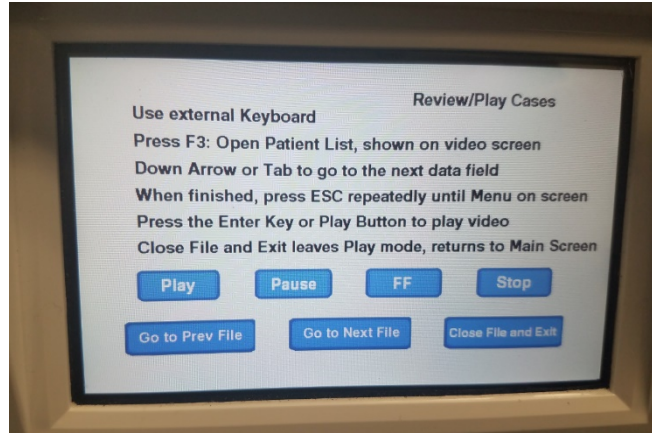 Review/Play Cases
Use external Keyboard
Press F3: Open Patient List, shown on video screen
Down Arrow or Tab to go to the next data field
When finished, press ESC repeatedly until Menu on screen
Press the Enter Key or Play Button to play video
Close File and Exit leaves Play mode, returns to Main Screen
Play Pause FF Stop
Go to Prev File Go to Next File Close File and Exit